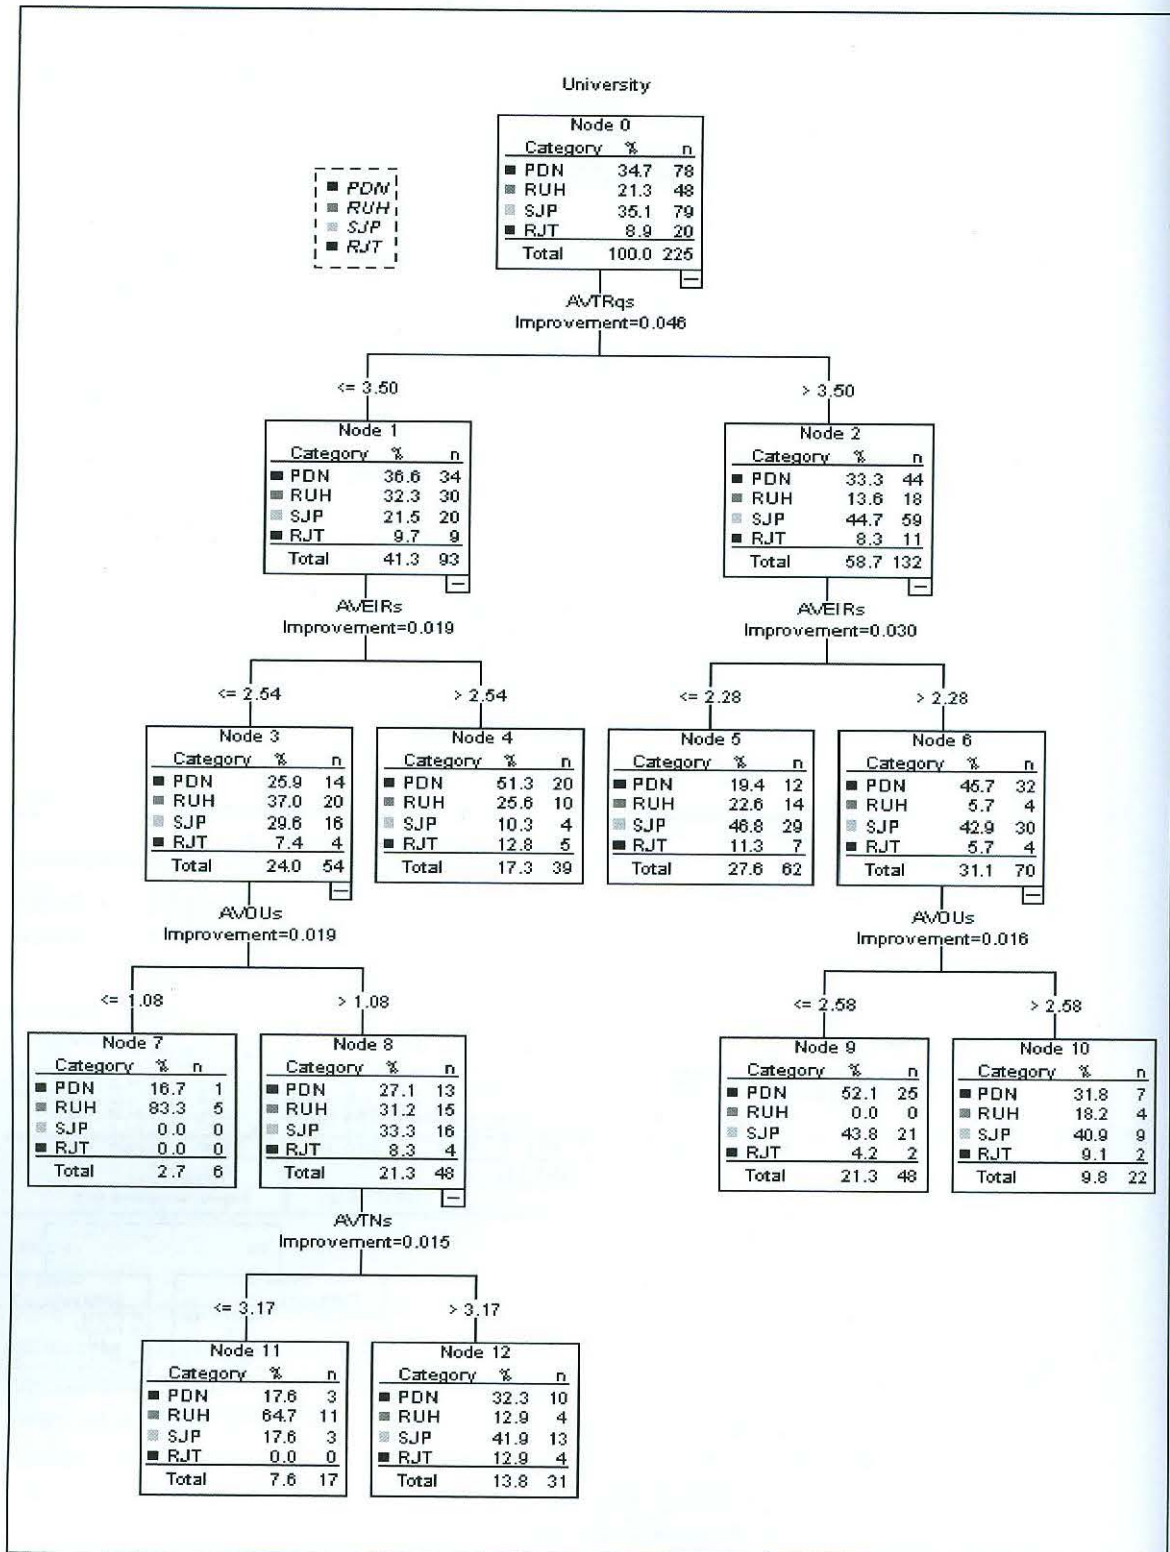 University
Node 0
Category % n
PDN 34.7 78
RUH 21.3 48
SJP 35.1 79
RJT 8.9 20
Total 100.0 225
PDN
RUH
SJP
RJT
AVTRqs
Improvement=0.046
<= 3.50
> 3.50
Node 1
Category % n
PDN 36.6 34
RUH 32.3 30
SJP 21.5 20
RJT 9.7 9
Total 41.3 93
Node 2
Category % n
PDN 33.3 44
RUH 13.6 18
SJP 44.7 59
RJT 8.3 11
Total 58.7 132
AVEIRs
Improvement=0.019
AVEIRs
Improvement=0.030
<= 2.54
> 2.54
<= 2.28
> 2.28
Node 3
Category % n
PDN 25.9 14
RUH 37.0 20
SJP 29.6 16
RJT 7.4 4
Total 24.0 54
Node 4
Category % n
PDN 51.3 20
RUH 25.6 10
SJP 10.3 4
RJT 12.8 5
Total 17.3 39
Node 5
Category % n
PDN 19.4 12
RUH 22.6 14
SJP 46.8 29
RJT 11.3 7
Total 27.6 62
Node 6
Category % n
PDN 45.7 32
RUH 5.7 4
SJP 42.9 30
RJT 5.7 4
Total 31.1 70
AVOUs
Improvement=0.019
AVOUs
Improvement=0.016
<= 1.08
> 1.08
<= 2.58
> 2.58
Node 7
Category % n
PDN 16.7 1
RUH 83.3 5
SJP 0.0 0
RJT 0.0 0
Total 2.7 6
Node 8
Category % n
PDN 27.1 13
RUH 31.2 15
SJP 33.3 16
RJT 8.3 4
Total 21.3 48
Node 9
Category % n
PDN 52.1 25
RUH 0.0 0
SJP 43.8 21
RJT 4.2 2
Total 21.3 48
Node 10
Category % n
PDN 31.8 7
RUH 18.2 4
SJP 40.9 9
RJT 9.1 2
Total 9.8 22
AVTNs
Improvement=0.015
<= 3.17
> 3.17
Node 11
Category % n
PDN 17.6 3
RUH 64.7 11
SJP 17.6 3
RJT 0.0 0
Total 7.6 17
Node 12
Category % n
PDN 32.3 10
RUH 12.9 4
SJP 41.9 13
RJT 12.9 4
Total 13.8 31